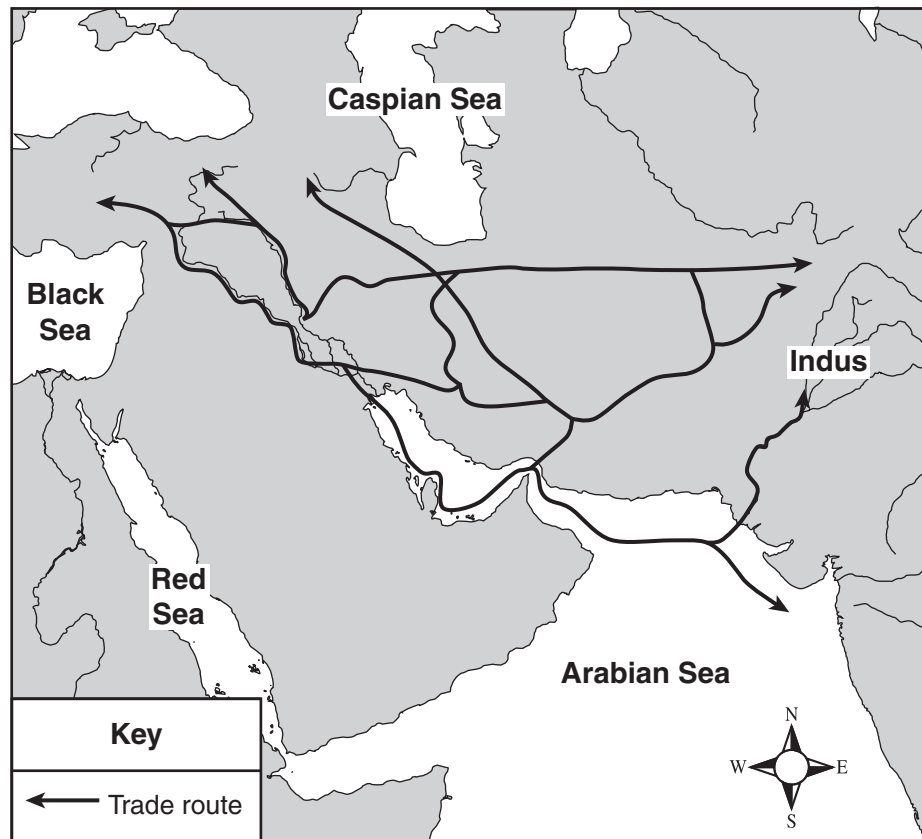 Caspian Sea
Black
Sea
Indus
Red
Sea
Arabian Sea
Key
Trade route
N
W
E
S